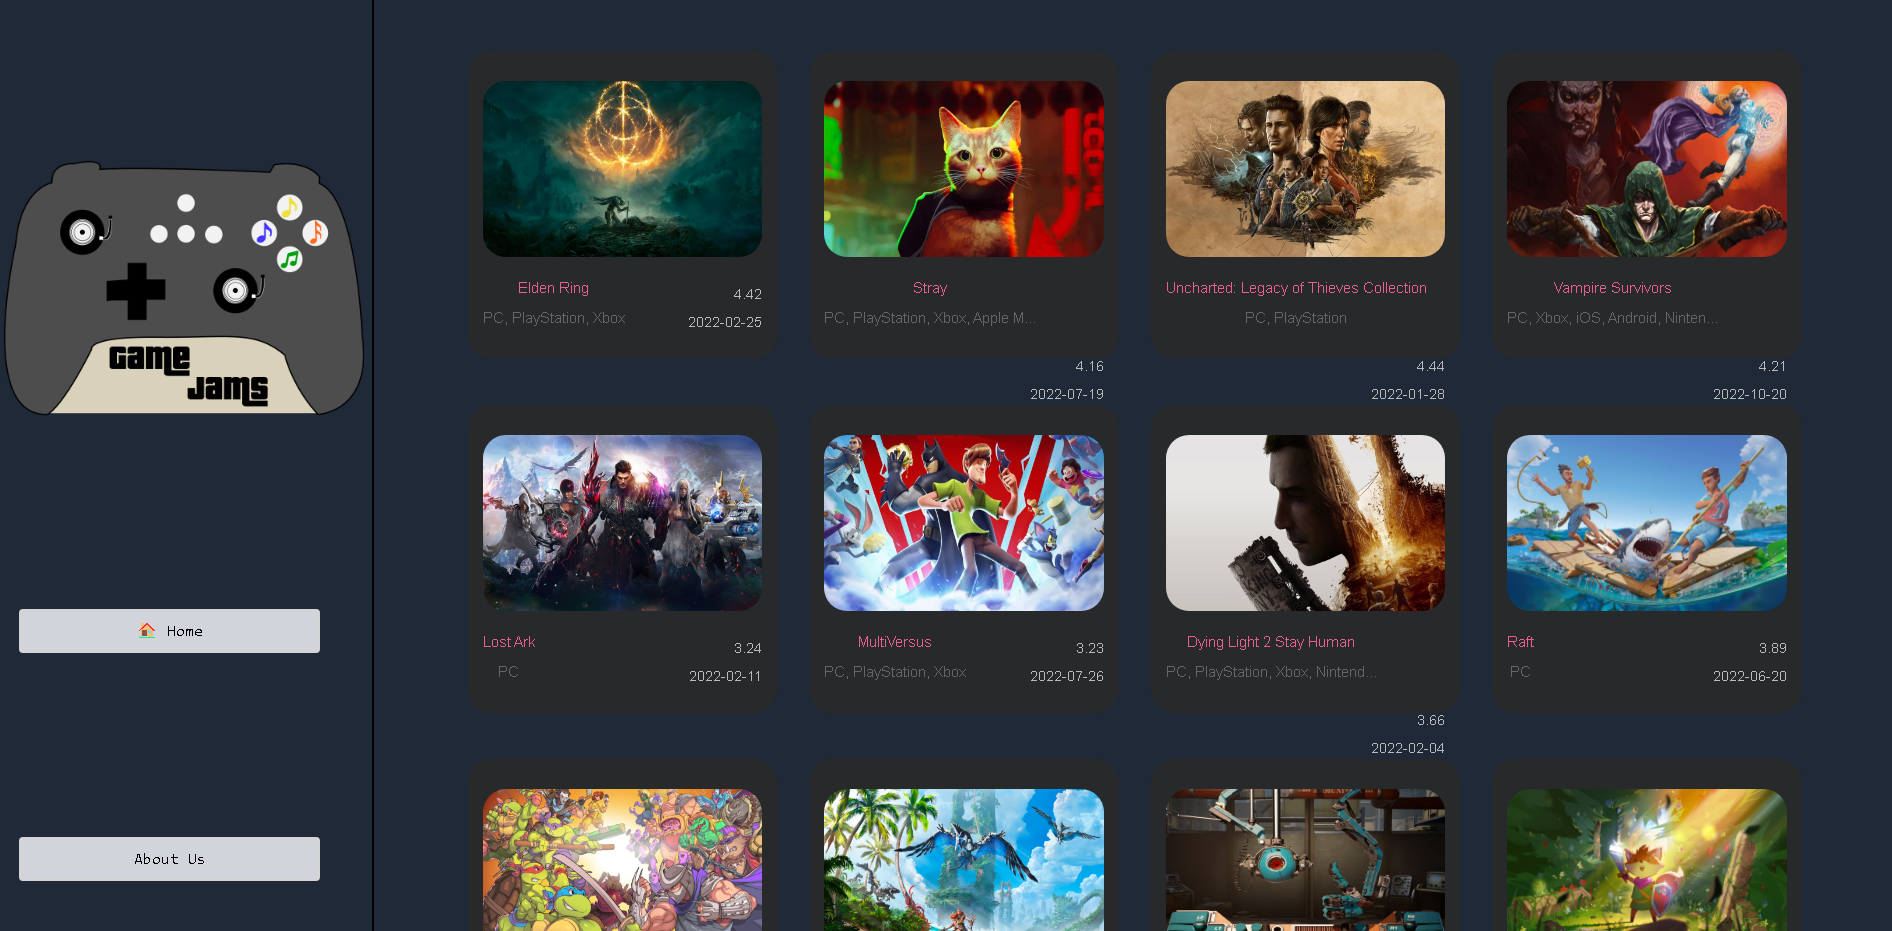 GAME
JAMS
🏠 Home
About Us
Elden Ring
PC, PlayStation, Xbox
4.42
2022-02-25
Stray
PC, PlayStation, Xbox, Apple M...
4.16
2022-07-19
Uncharted: Legacy of Thieves Collection
PC, PlayStation
4.44
2022-01-28
Vampire Survivors
PC, Xbox, iOS, Android, Ninten...
4.21
2022-10-20
Lost Ark
PC
3.24
2022-02-11
MultiVersus
PC, PlayStation, Xbox
3.23
2022-07-26
Dying Light 2 Stay Human
PC, PlayStation, Xbox, Nintend...
3.66
2022-02-04
Raft
PC
3.89
2022-06-20